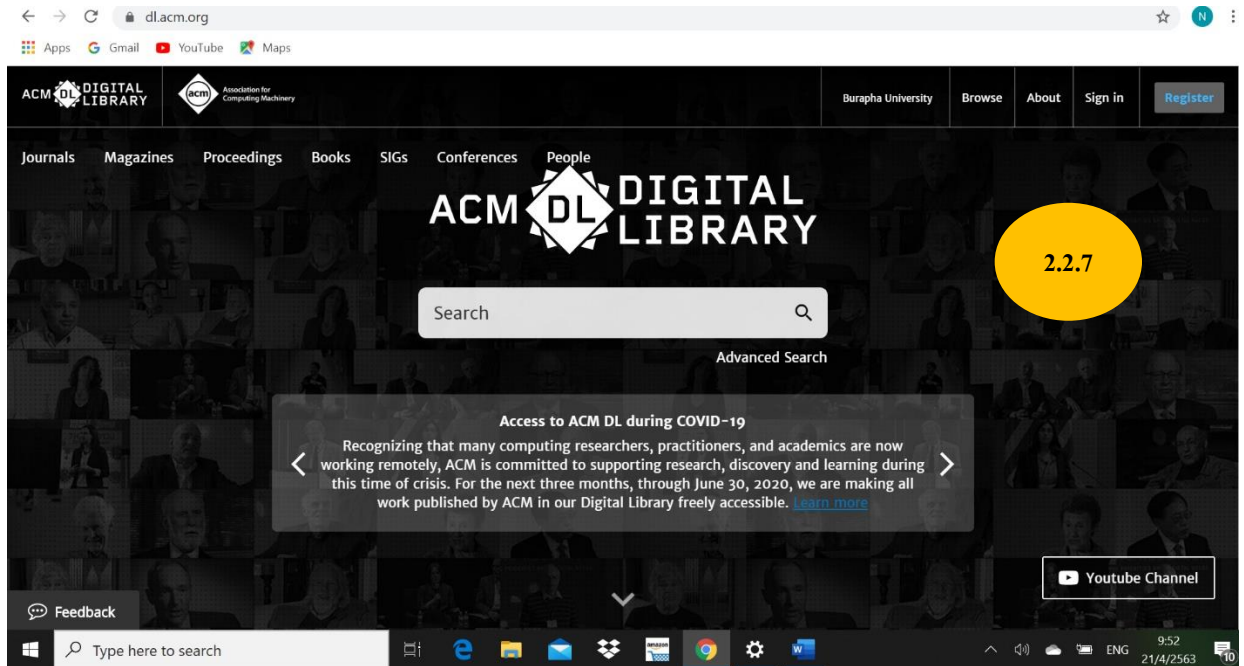 dl.acm.org
N
Apps Gmail YouTube Maps
ACM DL DIGITAL LIBRARY
acm Association for Computing Machinery
Burapha University Browse About Sign in Register
Journals Magazines Proceedings Books SIGs Conferences People
ACM DL DIGITAL
LIBRARY
2.2.7
Search
Advanced Search
Access to ACM DL during COVID-19
Recognizing that many computing researchers, practitioners, and academics are now
working remotely, ACM is committed to supporting research, discovery and learning during
this time of crisis. For the next three months, through June 30, 2020, we are making all
work published by ACM in our Digital Library freely accessible. Learn more
Youtube Channel
Feedback
Type here to search
amazon
W
ENG
9:52
21/4/2563
10